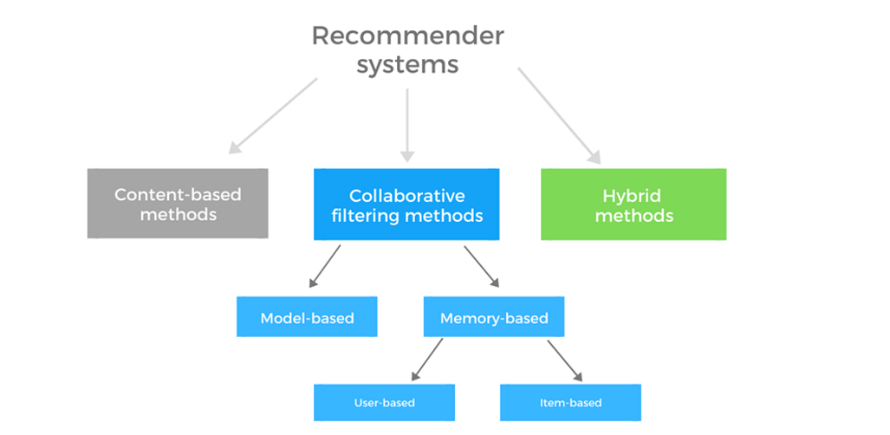 Recommender
systems
Content-based
methods
Collaborative
filtering methods
Hybrid
methods
Model-based
Memory-based
User-based
Item-based